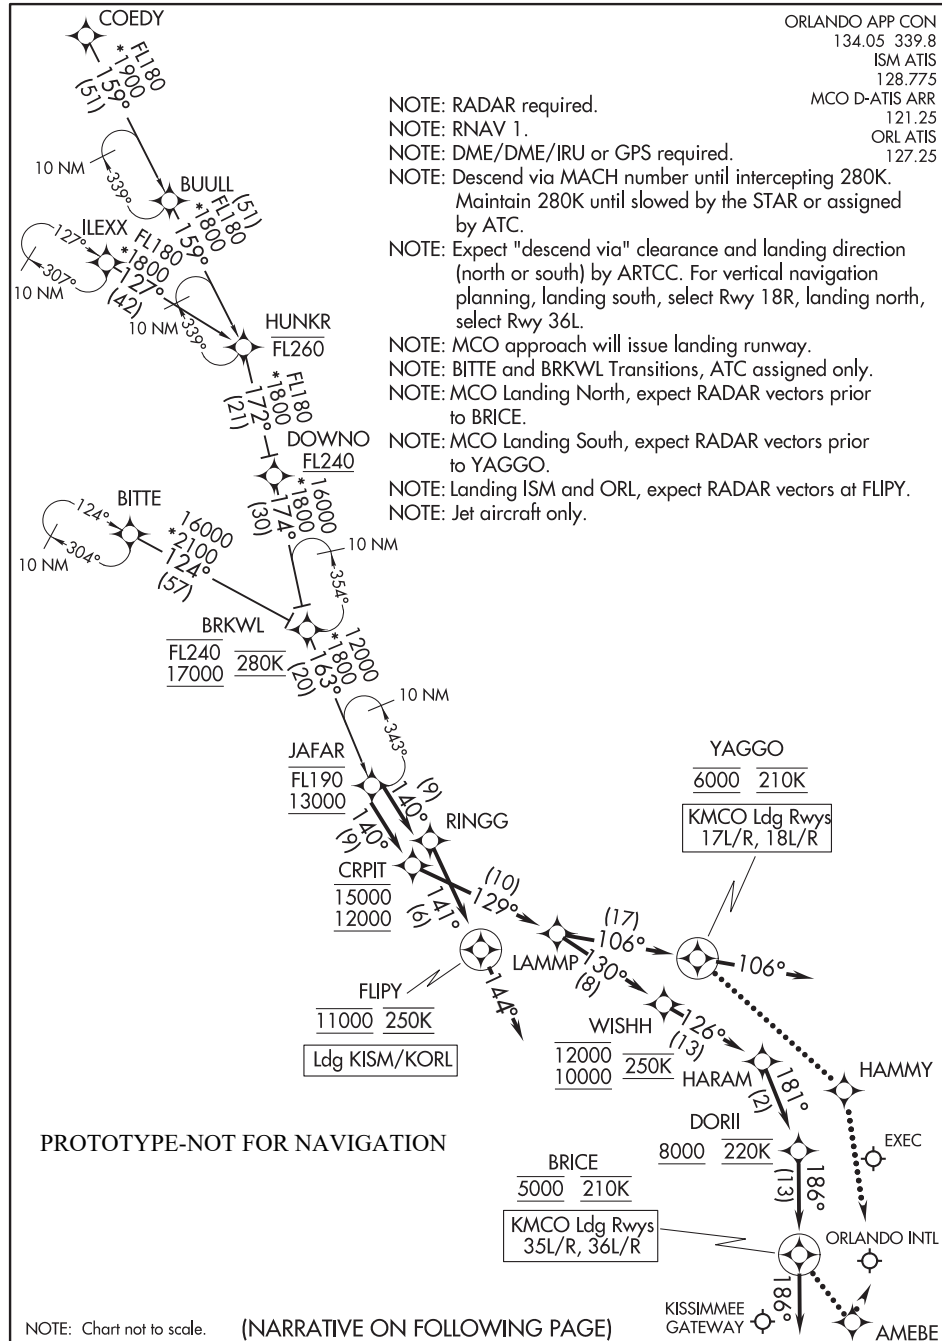 COEDY
FL180
*1900
159°
(51)
10 NM
339°
BUULL
(51)
FL180
*1800
159°
ILEXX
127°
307°
10 NM
FL180
*1800
127°
(42)
10 NM
339°
HUNKR
FL260
FL180
*1800
172°
(21)
DOWNO
FL240
16000
*1800
174°
(30)
BITTE
124°
304°
10 NM
16000
*2100
124°
(57)
10 NM
354°
BRKWL
FL240
17000
280K
12000
*1800
163°
(20)
10 NM
343°
JAFAR
FL190
13000
(9)
140°
140°
(9)
RINGG
CRPIT
15000
12000
141°
(6)
(10)
129°
FLIPY
11000 250K
Ldg KISM/KORL
144°
LAMMP
(17)
106°
130°
(8)
YAGGO
6000 210K
KMCO Ldg Rwys
17L/R, 18L/R
106°
WISHH
12000
10000
250K
126°
(13)
HARAM
181°
(2)
HAMMY
DORII
8000 220K
186°
(13)
EXEC
BRICE
5000 210K
KMCO Ldg Rwys
35L/R, 36L/R
ORLANDO INTL
186°
KISSIMMEE
GATEWAY
AMEBE
ORLANDO APP CON
134.05 339.8
ISM ATIS
128.775
MCO D-ATIS ARR
121.25
ORL ATIS
127.25
NOTE: RADAR required.
NOTE: RNAV 1.
NOTE: DME/DME/IRU or GPS required.
NOTE: Descend via MACH number until intercepting 280K.
Maintain 280K until slowed by the STAR or assigned
by ATC.
NOTE: Expect "descend via" clearance and landing direction
(north or south) by ARTCC. For vertical navigation
planning, landing south, select Rwy 18R, landing north,
select Rwy 36L.
NOTE: MCO approach will issue landing runway.
NOTE: BITTE and BRKWL Transitions, ATC assigned only.
NOTE: MCO Landing North, expect RADAR vectors prior
to BRICE.
NOTE: MCO Landing South, expect RADAR vectors prior
to YAGGO.
NOTE: Landing ISM and ORL, expect RADAR vectors at FLIPY.
NOTE: Jet aircraft only.
PROTOTYPE-NOT FOR NAVIGATION
NOTE: Chart not to scale.
(NARRATIVE ON FOLLOWING PAGE)